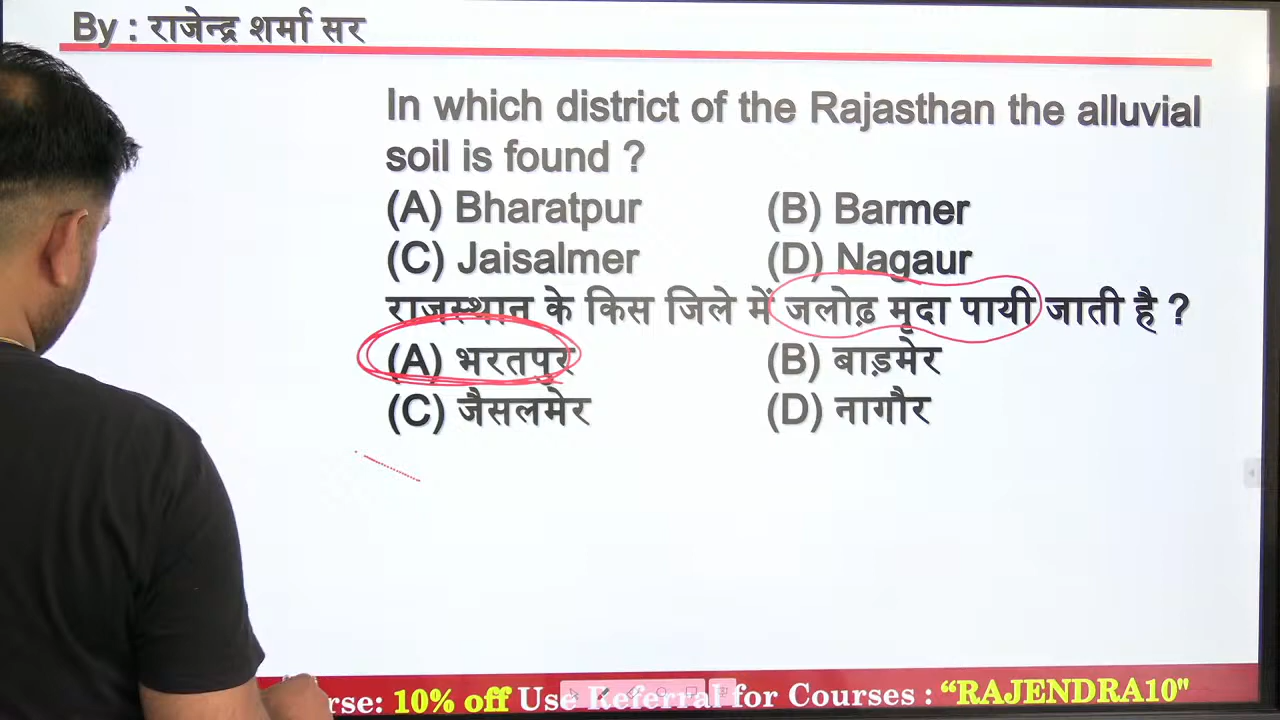 By : राजेन्द्र शर्मा सर
In which district of the Rajasthan the alluvial
soil is found ?
(A) Bharatpur (B) Barmer
(C) Jaisalmer (D) Nagaur
राजस्थान के किस जिले में जलोढ़ मृदा पायी जाती है ?
(A) भरतपुर (B) बाड़मेर
(C) जैसलमेर (D) नागौर
rse: 10% off Use Referral for Courses : “RAJENDRA10"